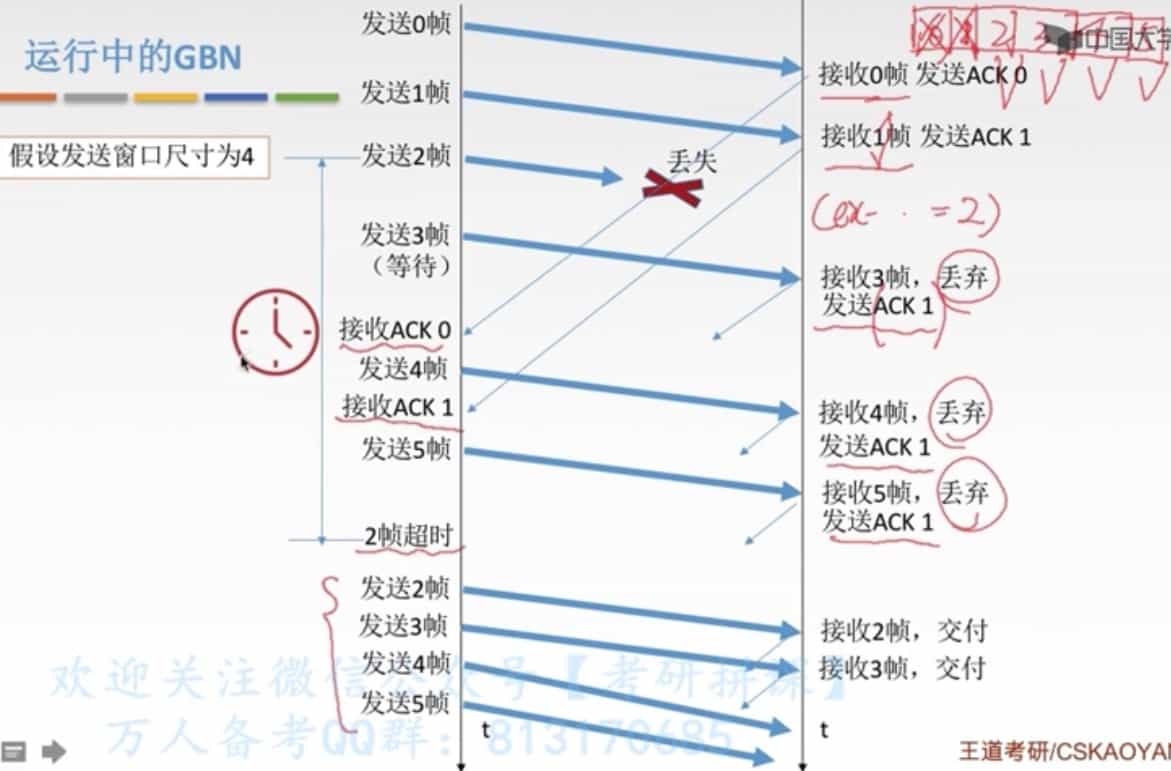 运行中的GBN
假设发送窗口尺寸为4
发送0帧
发送1帧
发送2帧
发送3帧
（等待）
接收ACK 0
发送4帧
接收ACK 1
发送5帧
2帧超时
发送2帧
发送3帧
发送4帧
发送5帧
丢失
t
中国大学
2 3
接收0帧 发送ACK 0
接收1帧 发送ACK 1
(ex- · = 2)
接收3帧，丢弃
发送ACK 1
接收4帧，丢弃
发送ACK 1
接收5帧，丢弃
发送ACK 1
接收2帧，交付
接收3帧，交付
t
欢迎关注微信公众号【考研拼课】
万人备考QQ群：813170685
王道考研/CSKAOYAN